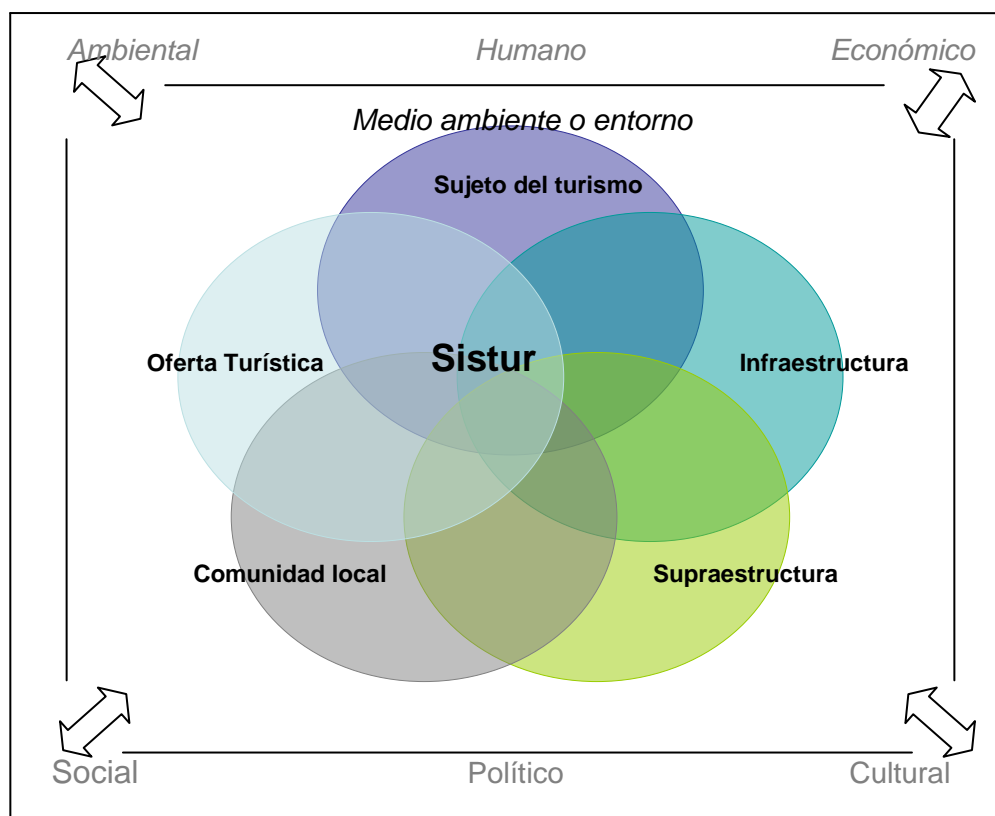 Ambiental Humano Económico
Medio ambiente o entorno
Sujeto del turismo
Oferta Turística Sistur Infraestructura
Comunidad local Supraestructura
Social Político Cultural